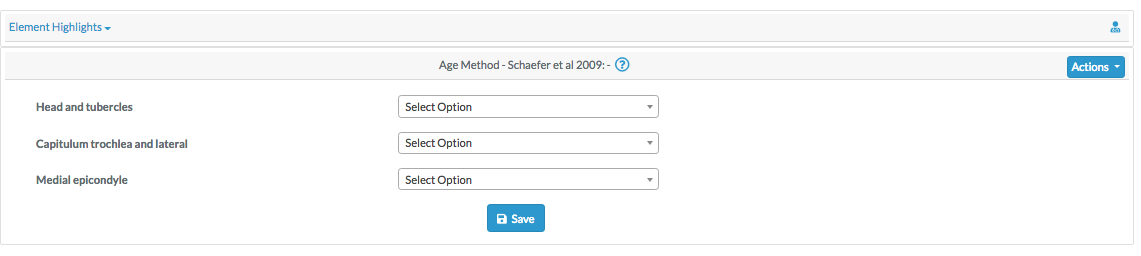 Element Highlights
Age Method - Schaefer et al 2009: - ?
Actions
Head and tubercles Select Option
Capitulum trochlea and lateral Select Option
Medial epicondyle Select Option
Save